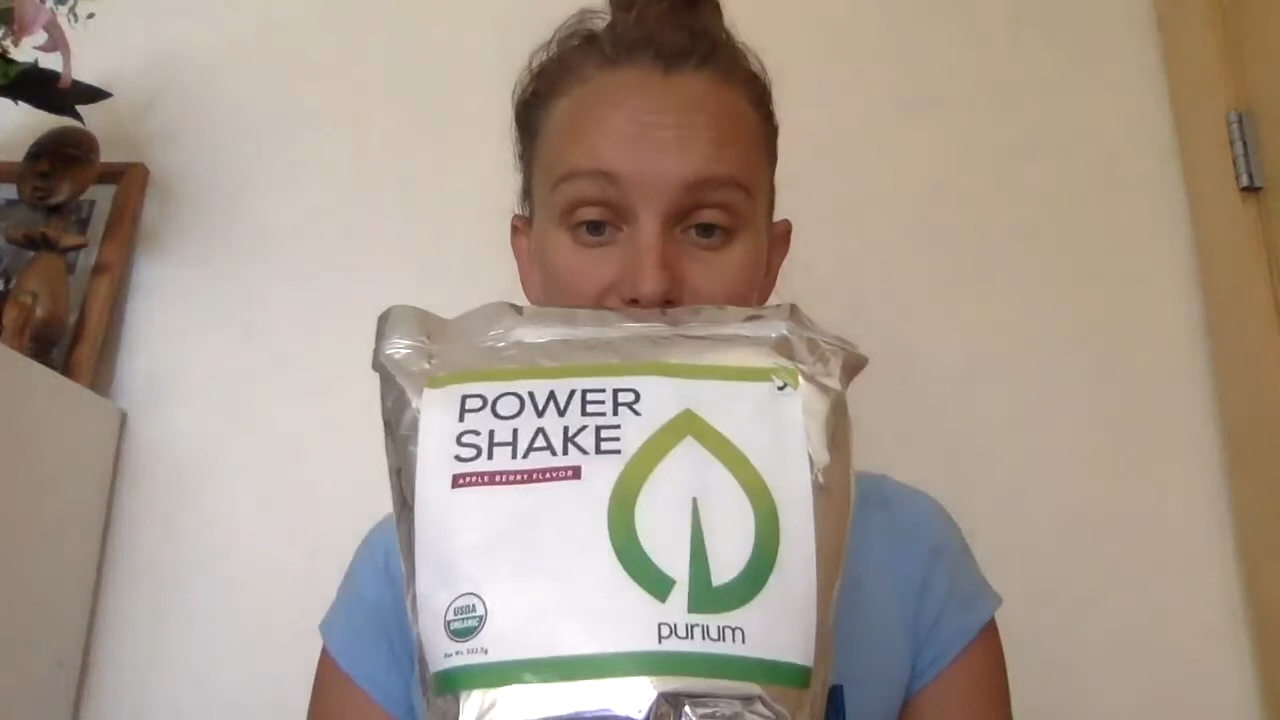 POWER
SHAKE
APPLE BERRY FLAVOR
USDA
ORGANIC
purium